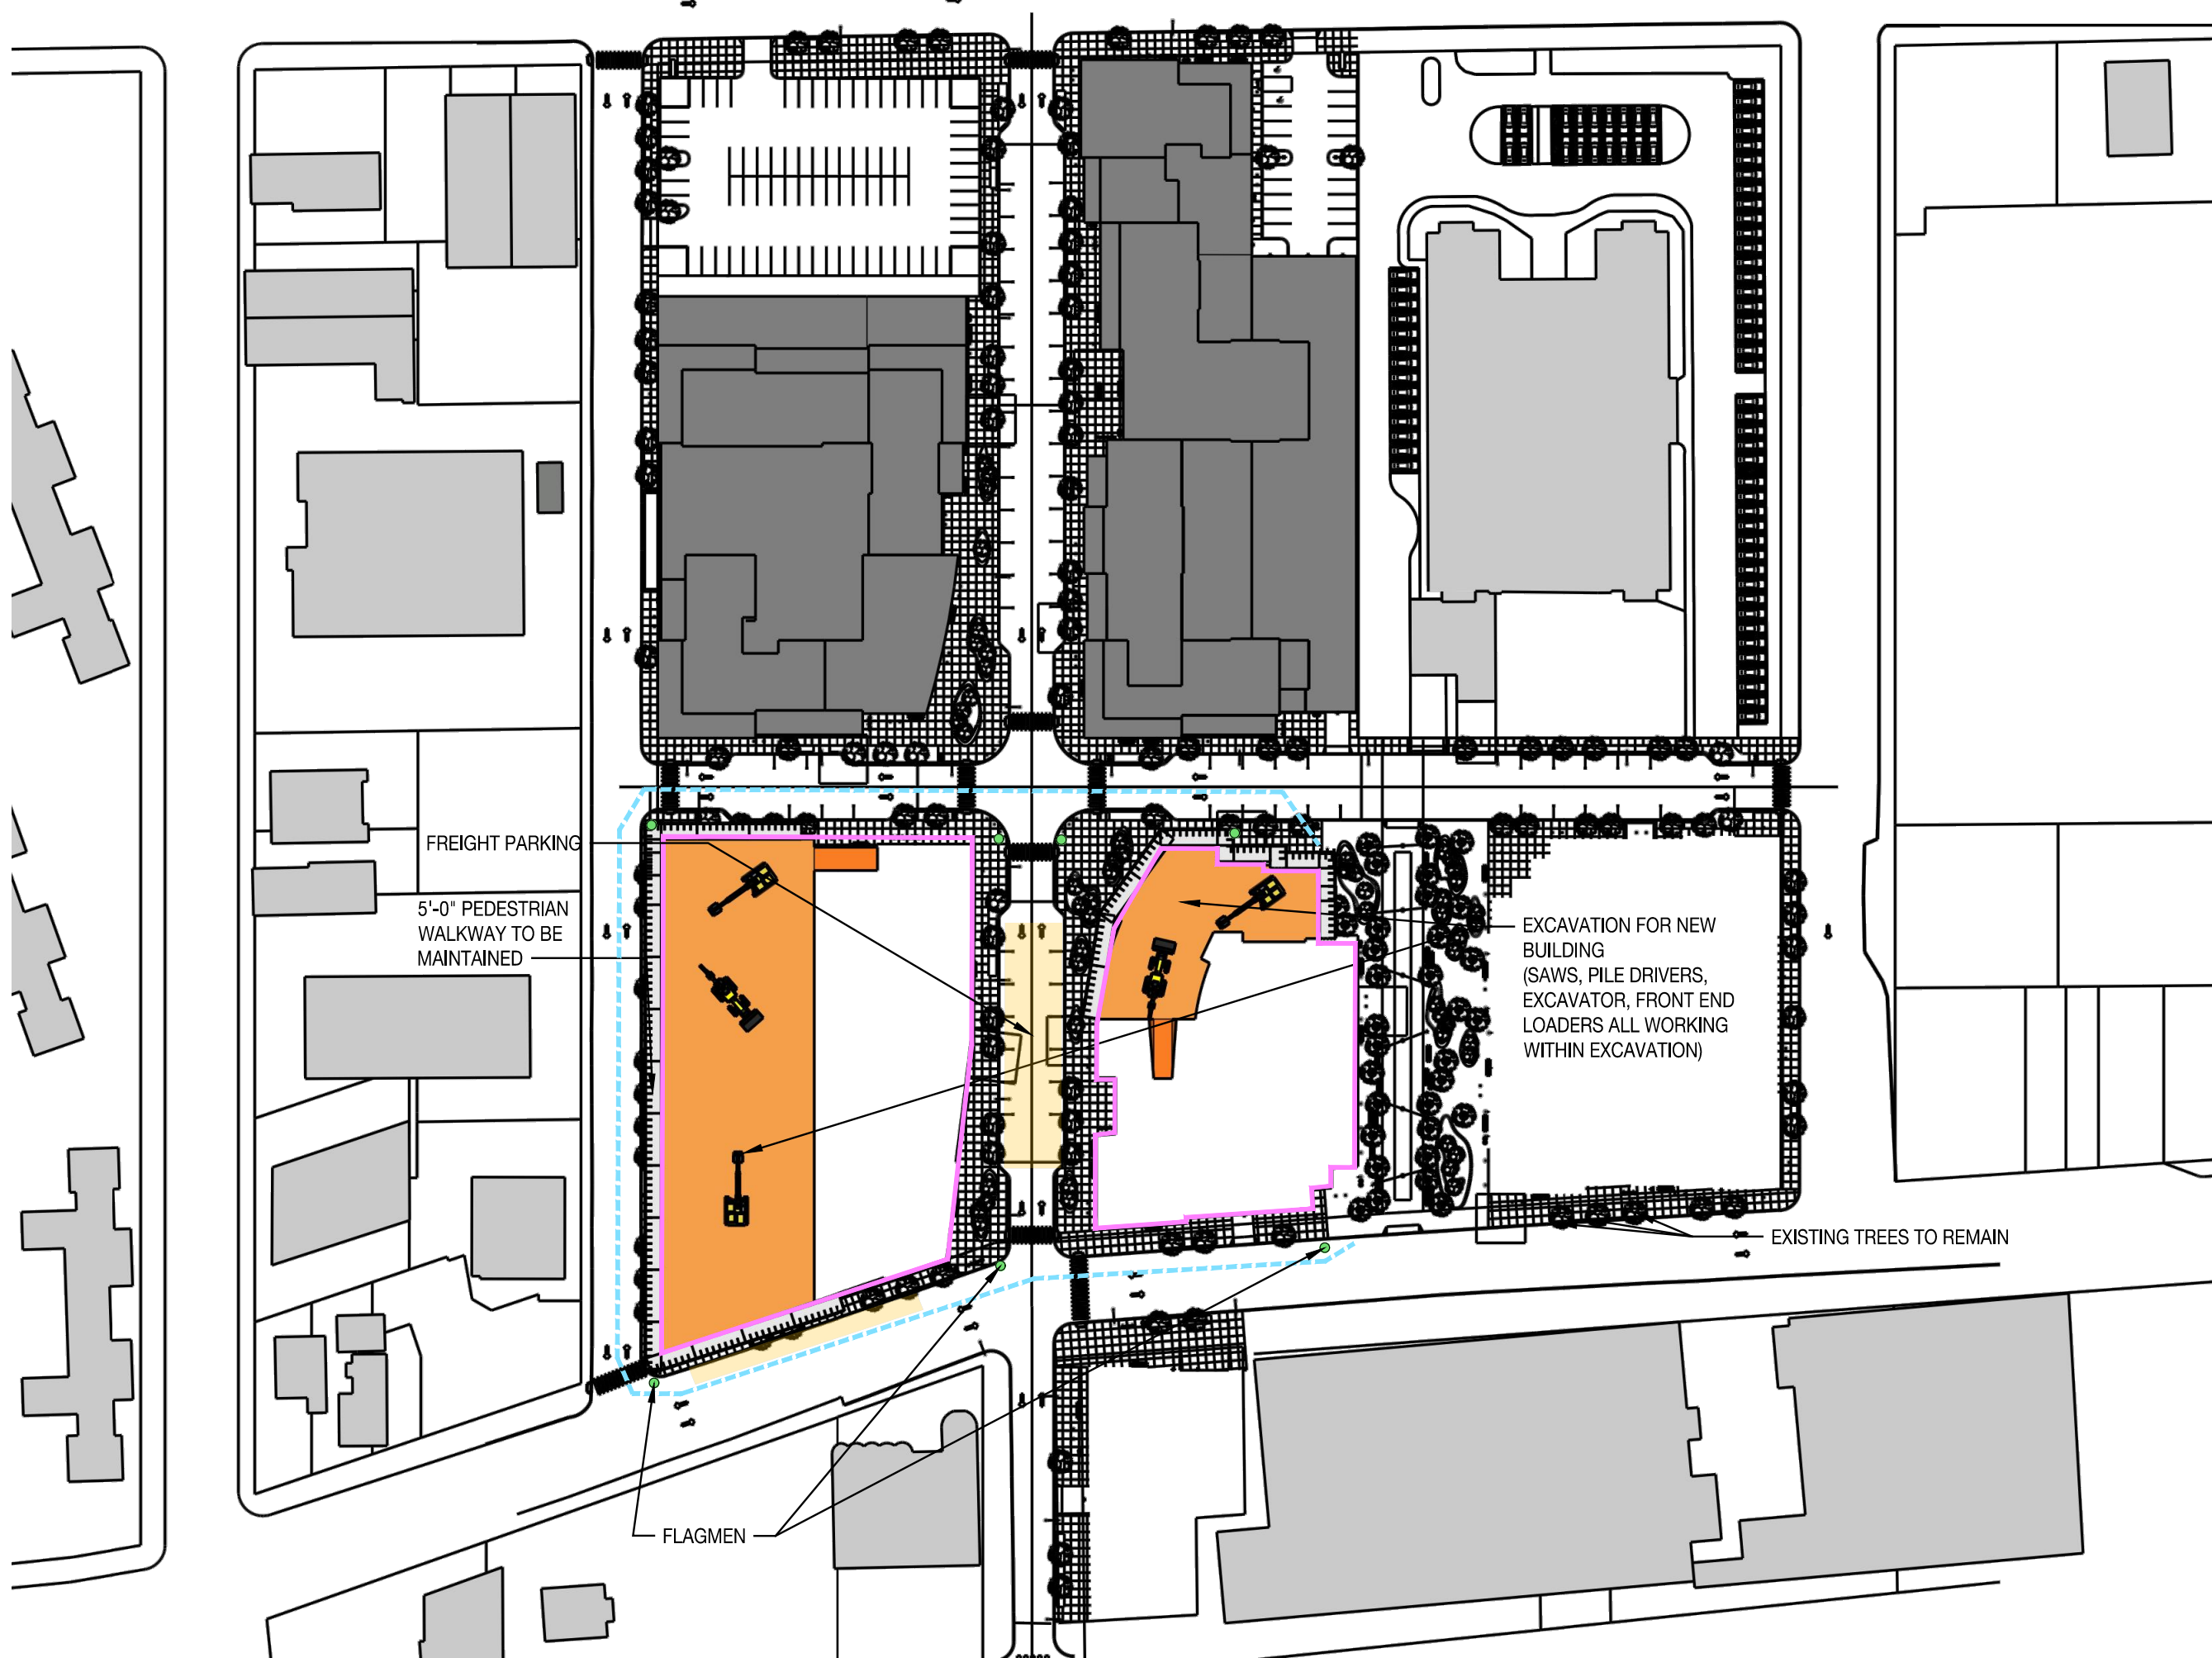 FREIGHT PARKING
5'-0" PEDESTRIAN
WALKWAY TO BE
MAINTAINED
EXCAVATION FOR NEW
BUILDING
(SAWS, PILE DRIVERS,
EXCAVATOR, FRONT END
LOADERS ALL WORKING
WITHIN EXCAVATION)
EXISTING TREES TO REMAIN
FLAGMEN